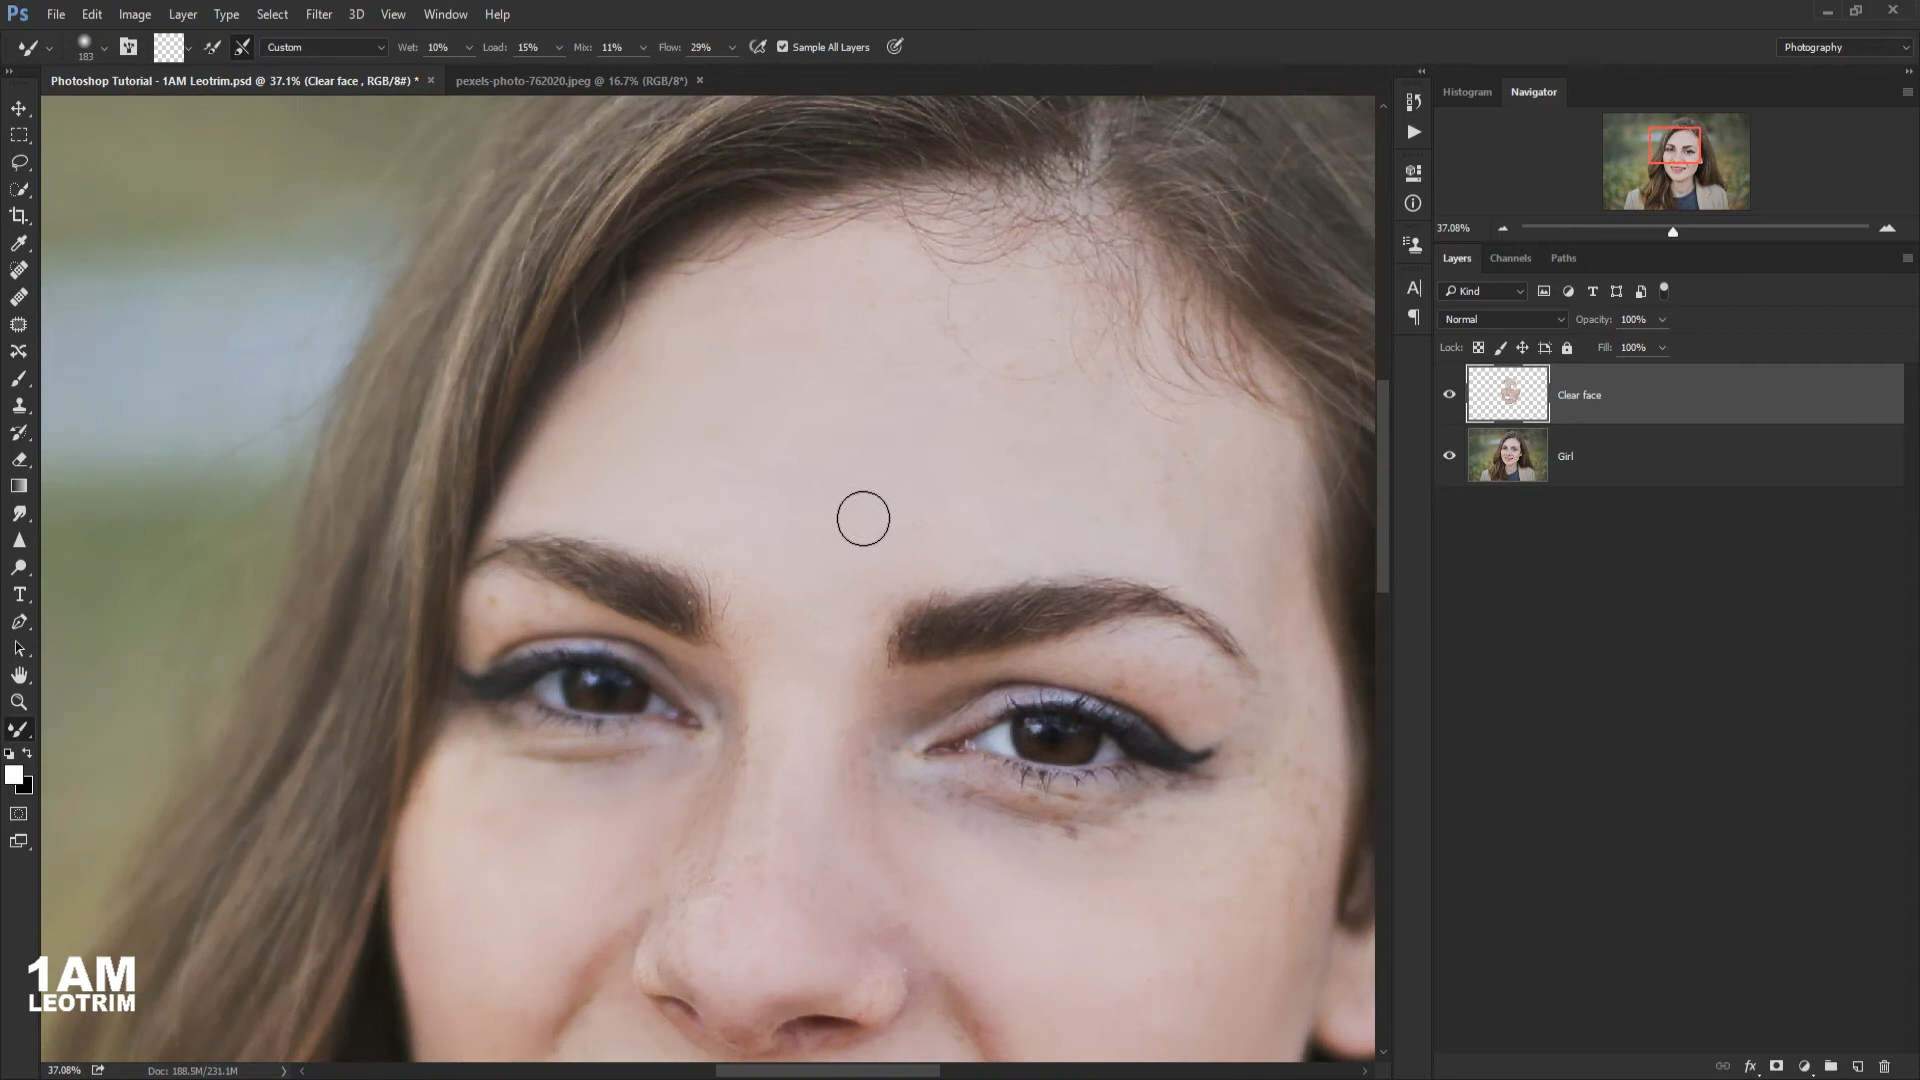 Ps File Edit Image Layer Type Select Filter 3D View Window Help
183 Custom Wet: 10% Load: 15% Mix: 11% Flow: 29% Sample All Layers Photography
Photoshop Tutorial - 1AM Leotrim.psd @ 37.1% (Clear face , RGB/8#) * × pexels-photo-762020.jpeg @ 16.7% (RGB/8*) ×
Histogram Navigator
37.08%
Layers Channels Paths
Kind
Normal Opacity: 100%
Lock: Fill: 100%
Clear face
Girl
1AM
LEOTRIM
37.08% Doc: 188.5M/231.1M